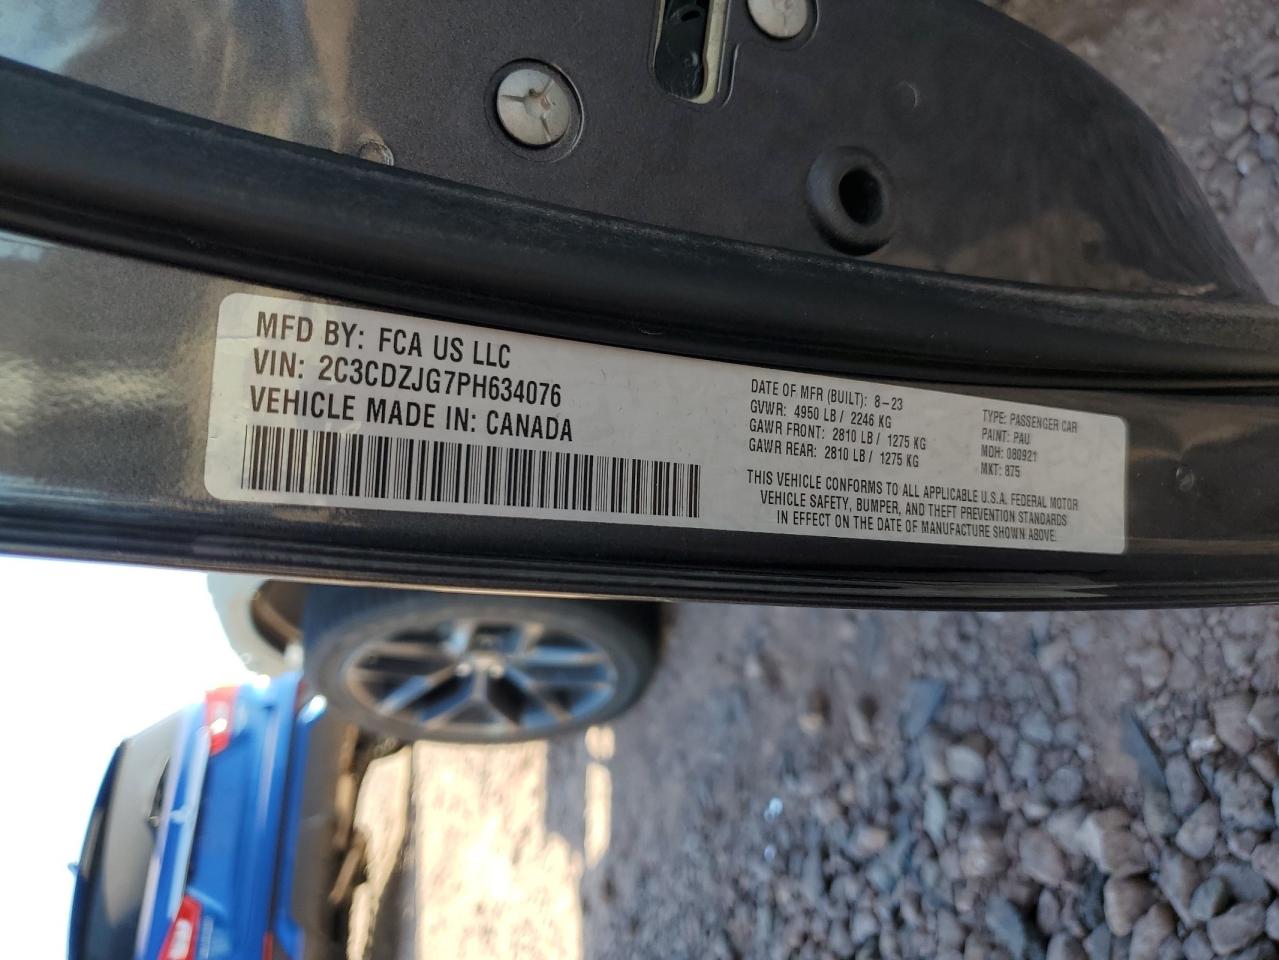 MFD BY: FCA US LLC
VIN: 2C3CDZJG7PH634076
VEHICLE MADE IN: CANADA
DATE OF MFR (BUILT): 8-23
GVWR: 4950 LB / 2246 KG
GAWR FRONT: 2810 LB / 1275 KG
GAWR REAR: 2810 LB / 1275 KG
TYPE: PASSENGER CAR
PAINT: PAU
MDH: 080921
MKT: 875
THIS VEHICLE CONFORMS TO ALL APPLICABLE U.S.A. FEDERAL MOTOR
VEHICLE SAFETY, BUMPER, AND THEFT PREVENTION STANDARDS
IN EFFECT ON THE DATE OF MANUFACTURE SHOWN ABOVE.